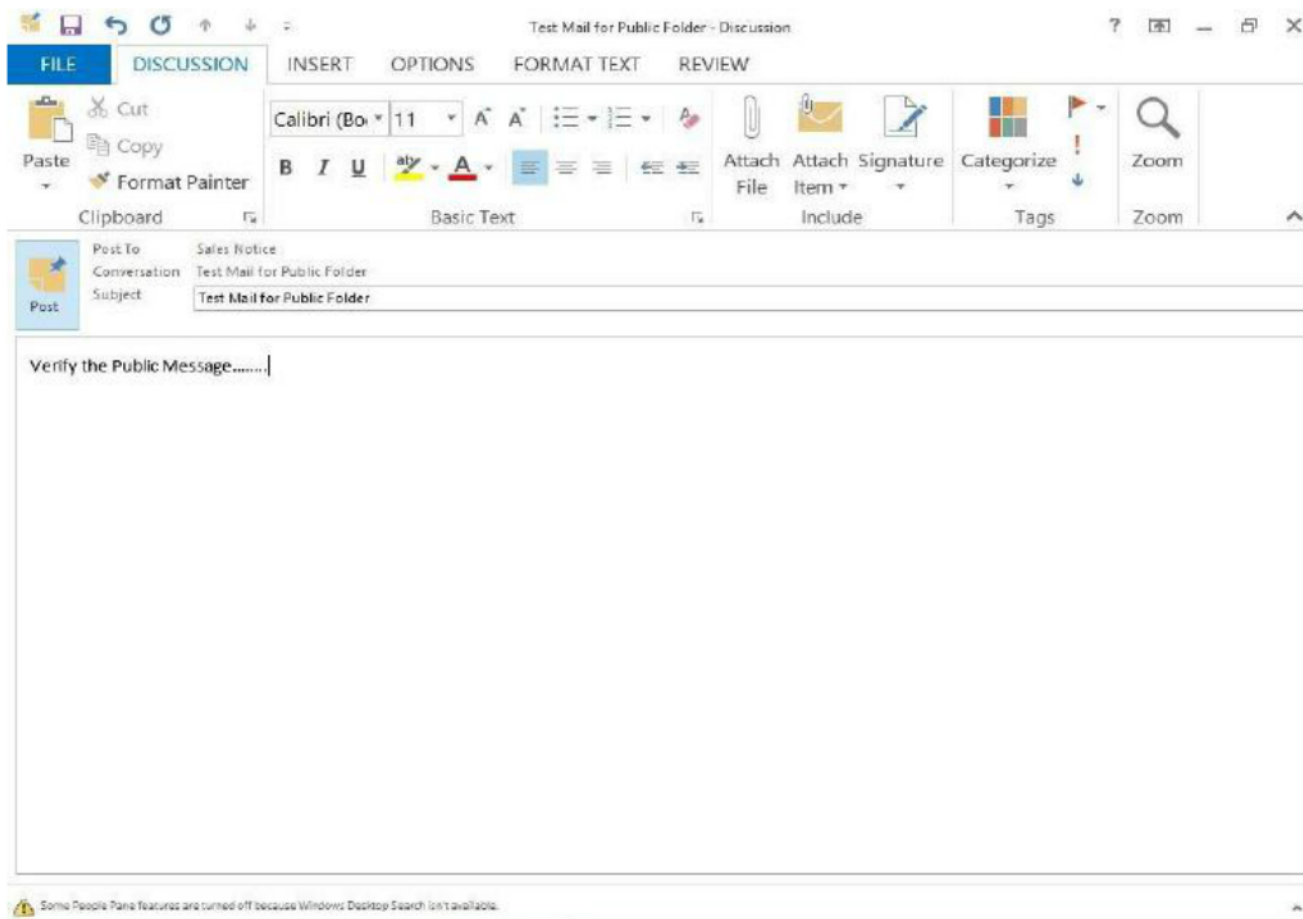 Test Mail for Public Folder - Discussion ?
FILE DISCUSSION INSERT OPTIONS FORMAT TEXT REVIEW
Paste
Cut
Copy
Format Painter
Clipboard
Calibri (Bo 11 A A
B I U aby A
Basic Text
Attach File
Attach Item
Signature
Include
Categorize
!
Tags
Zoom
Zoom
Post
Post To Sales Notice
Conversation Test Mail for Public Folder
Subject Test Mail for Public Folder
Verify the Public Message........
Some People Pane features are turned off because Windows Desktop Search isn't available.